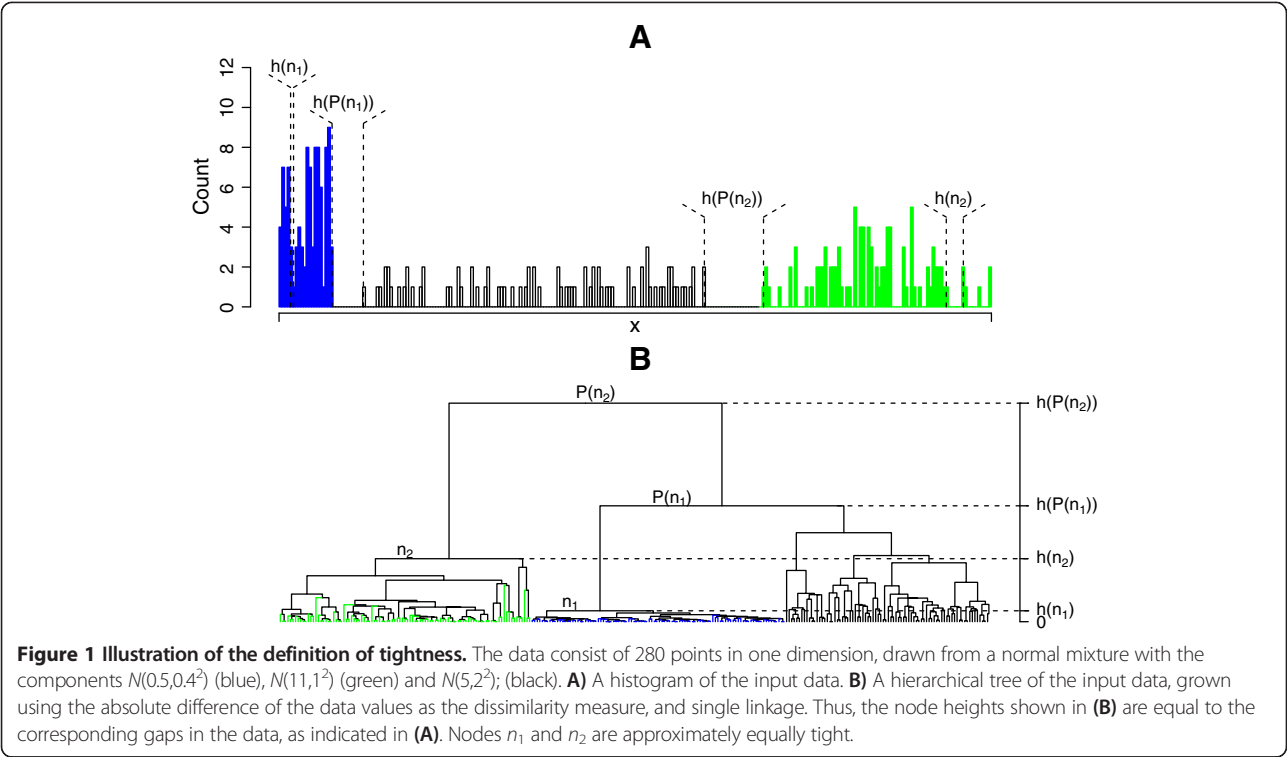 A
h(n1)
h(P(n1))
h(P(n2))
h(n2)
Count
12
10
8
6
4
2
0
x
B
P(n2)
h(P(n2))
P(n1)
h(P(n1))
n2
h(n2)
n1
h(n1)
0
Figure 1 Illustration of the definition of tightness. The data consist of 280 points in one dimension, drawn from a normal mixture with the
components N(0.5,0.4²) (blue), N(11,1²) (green) and N(5,2²); (black). A) A histogram of the input data. B) A hierarchical tree of the input data, grown
using the absolute difference of the data values as the dissimilarity measure, and single linkage. Thus, the node heights shown in (B) are equal to the
corresponding gaps in the data, as indicated in (A). Nodes n1 and n2 are approximately equally tight.